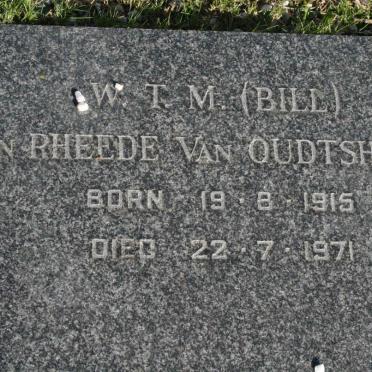 W. T. M. (BILL)
N RHEEDE VAN OUDTSH
BORN 19 · 8 · 1915
DIED 22 · 7 · 1971